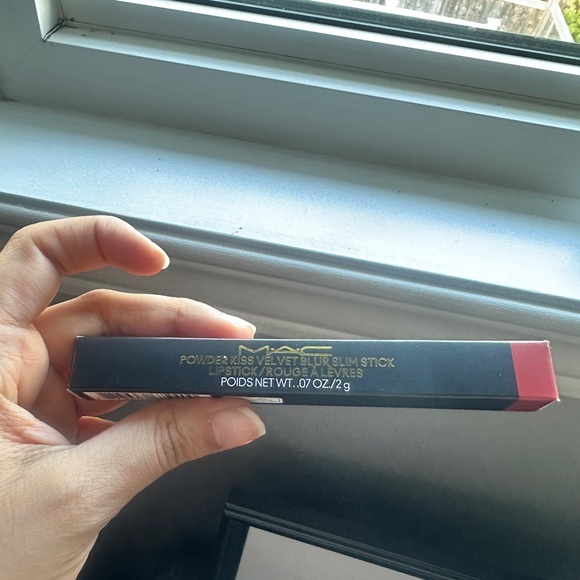 M·A·C
POWDER KISS VELVET BLUR SLIM STICK
LIPSTICK / ROUGE À LÈVRES
POIDS NET WT. .07 OZ./2 g